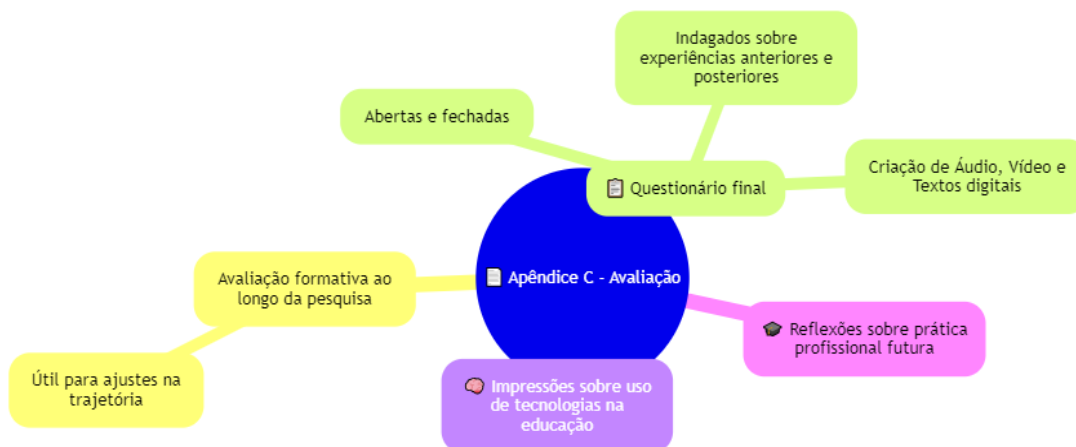 Indagados sobre
experiências anteriores e
posteriores
Abertas e fechadas
📋 Questionário final
Criação de Áudio, Vídeo e
Textos digitais
📄 Apêndice C - Avaliação
Avaliação formativa ao
longo da pesquisa
Útil para ajustes na
trajetória
🎓 Reflexões sobre prática
profissional futura
🧠 Impressões sobre uso
de tecnologias na
educação